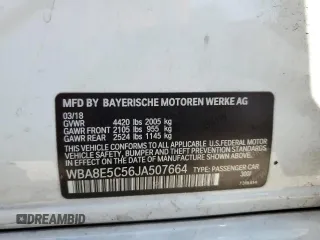 MFD BY BAYERISCHE MOTOREN WERKE AG
03/18
GVWR 4420 lbs 2005 kg
GAWR FRONT 2105 lbs 955 kg
GAWR REAR 2524 lbs 1145 kg
THIS VEHICLE CONFORMS TO ALL APPLICABLE
FEDERAL MOTOR VEHICLE SAFETY, BUMPER,
AND THEFT PREVENTION STANDARDS IN
EFFECT ON THE DATE OF MANUFACTURE
SHOWN ABOVE.
WBA8E5C56JA507664 TYPE: PASSENGER CAR
DREAMBID